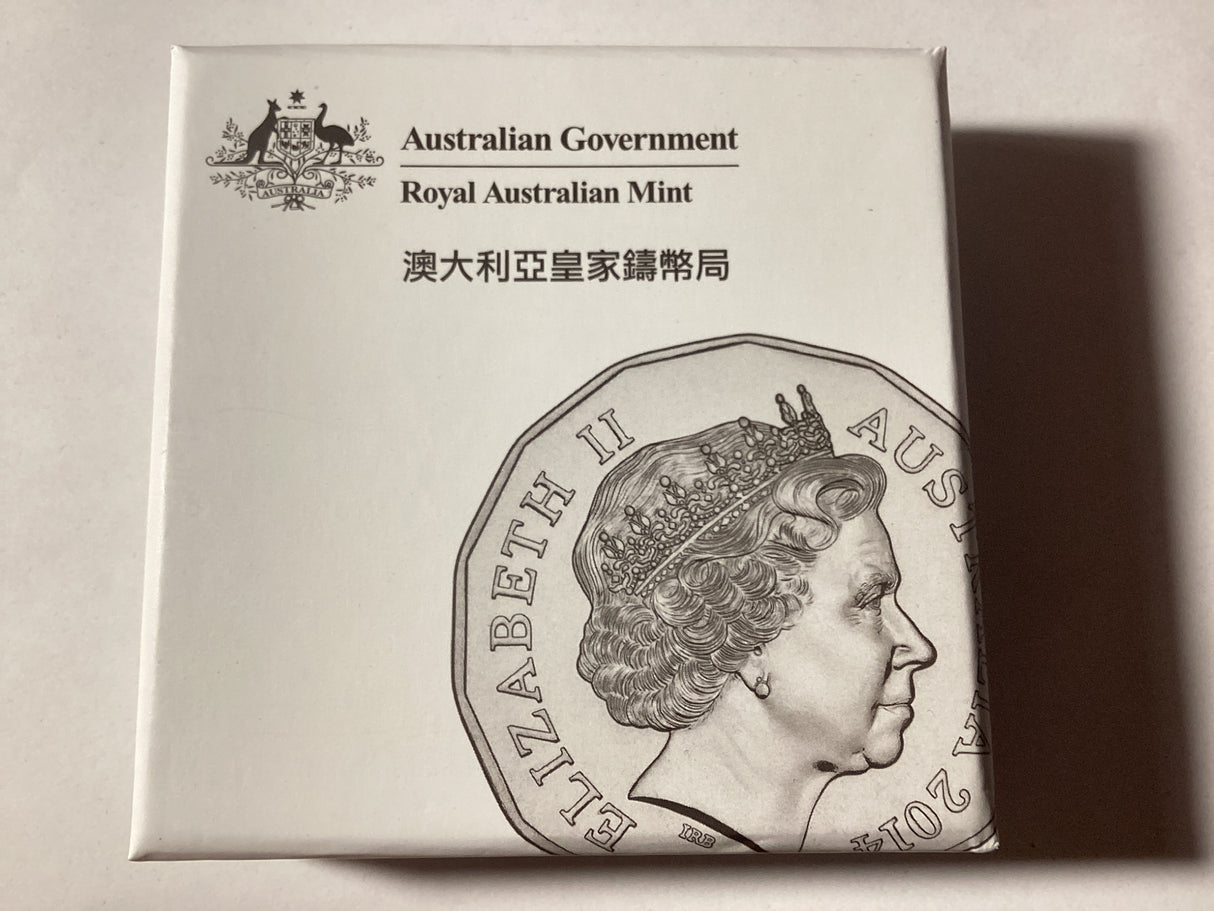 AUSTRALIA
Australian Government
Royal Australian Mint
澳大利亞皇家鑄幣局
ELIZABETH II
AUSTRALIA 2014
IRB